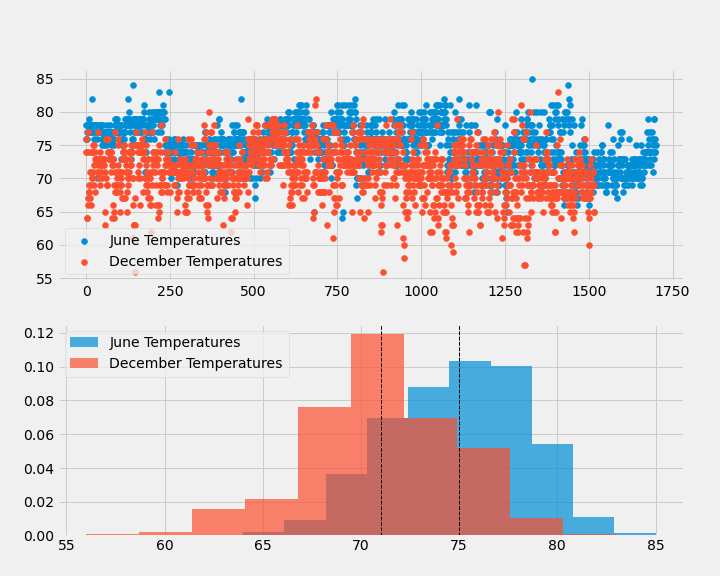 85
80
75
70
65
60
55
June Temperatures
December Temperatures
0 250 500 750 1000 1250 1500 1750
0.12
0.10
0.08
0.06
0.04
0.02
0.00
June Temperatures
December Temperatures
55 60 65 70 75 80 85